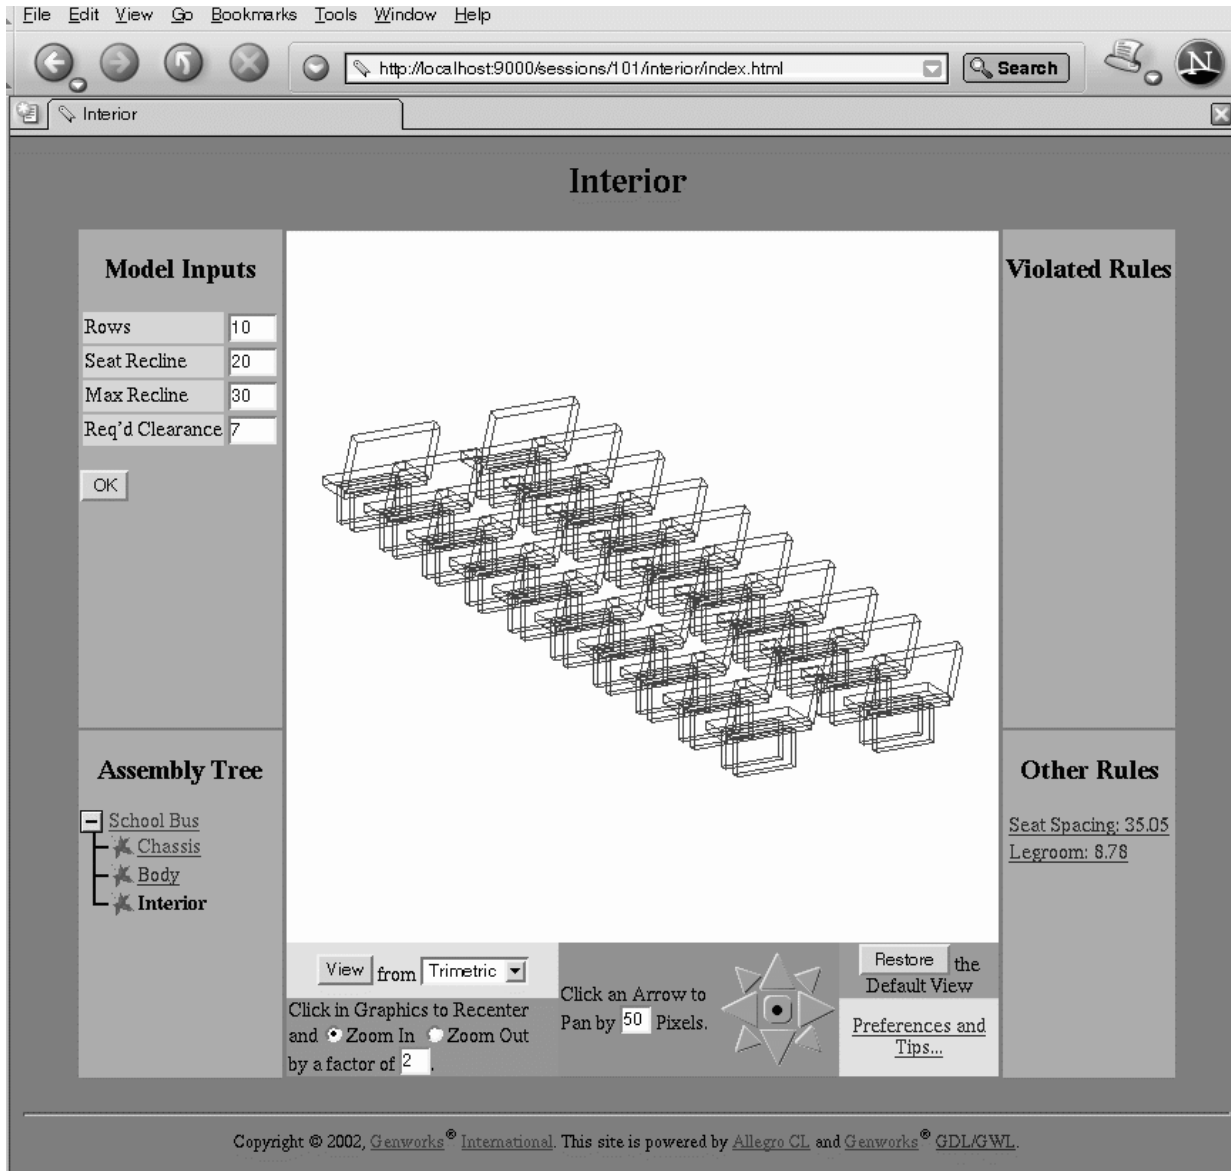 File Edit View Go Bookmarks Tools Window Help
http://localhost:9000/sessions/101/interior/index.html
Search
N
Interior
Interior
Model Inputs
Rows 10
Seat Recline 20
Max Recline 30
Req'd Clearance 7
OK
Violated Rules
Assembly Tree
School Bus
Chassis
Body
Interior
Other Rules
Seat Spacing: 35.05
Legroom: 8.78
View from Trimetric
Click in Graphics to Recenter
and Zoom In Zoom Out
by a factor of 2.
Click an Arrow to
Pan by 50 Pixels.
Restore the
Default View
Preferences and
Tips...
Copyright © 2002, Genworks® International. This site is powered by Allegro CL and Genworks® GDL/GWL.